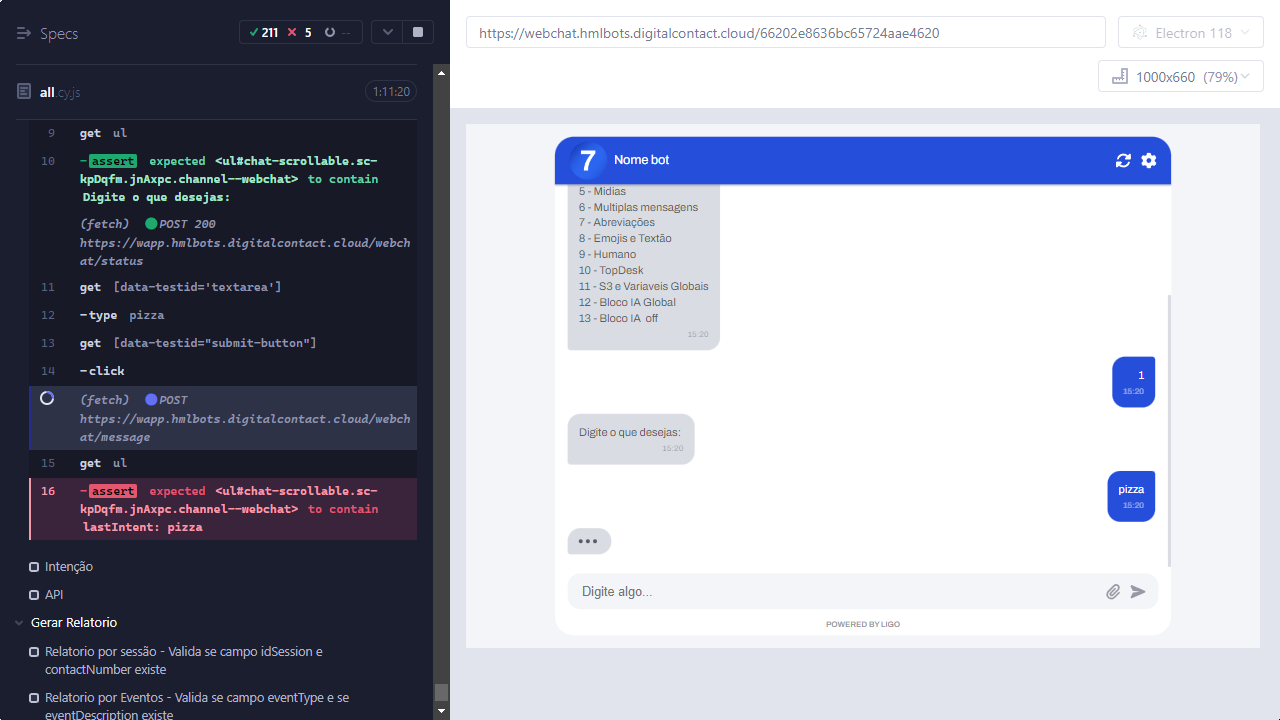 Specs
211
5
--
all.cy.js
1:11:20
9 get ul
10 -assert expected <ul#chat-scrollable.sc-
kpDqfm.jnAxpc.channel--webchat> to contain
Digite o que desejas:
(fetch) POST 200
https://wapp.hmlbots.digitalcontact.cloud/webch
at/status
11 get [data-testid='textarea']
12 -type pizza
13 get [data-testid="submit-button"]
14 -click
(fetch) POST
https://wapp.hmlbots.digitalcontact.cloud/webch
at/message
15 get ul
16 -assert expected <ul#chat-scrollable.sc-
kpDqfm.jnAxpc.channel--webchat> to contain
lastIntent: pizza
Intenção
API
Gerar Relatorio
Relatorio por sessão - Valida se campo idSession e
contactNumber existe
Relatorio por Eventos - Valida se campo eventType e se
eventDescription existe
https://webchat.hmlbots.digitalcontact.cloud/66202e8636bc65724aae4620
Electron 118
1000x660 (79%)
7 Nome bot
5 - Midias
6 - Multiplas mensagens
7 - Abreviações
8 - Emojis e Textão
9 - Humano
10 - TopDesk
11 - S3 e Variaveis Globais
12 - Bloco IA Global
13 - Bloco IA off
15:20
1
15:20
Digite o que desejas:
15:20
pizza
15:20
Digite algo...
POWERED BY LIGO